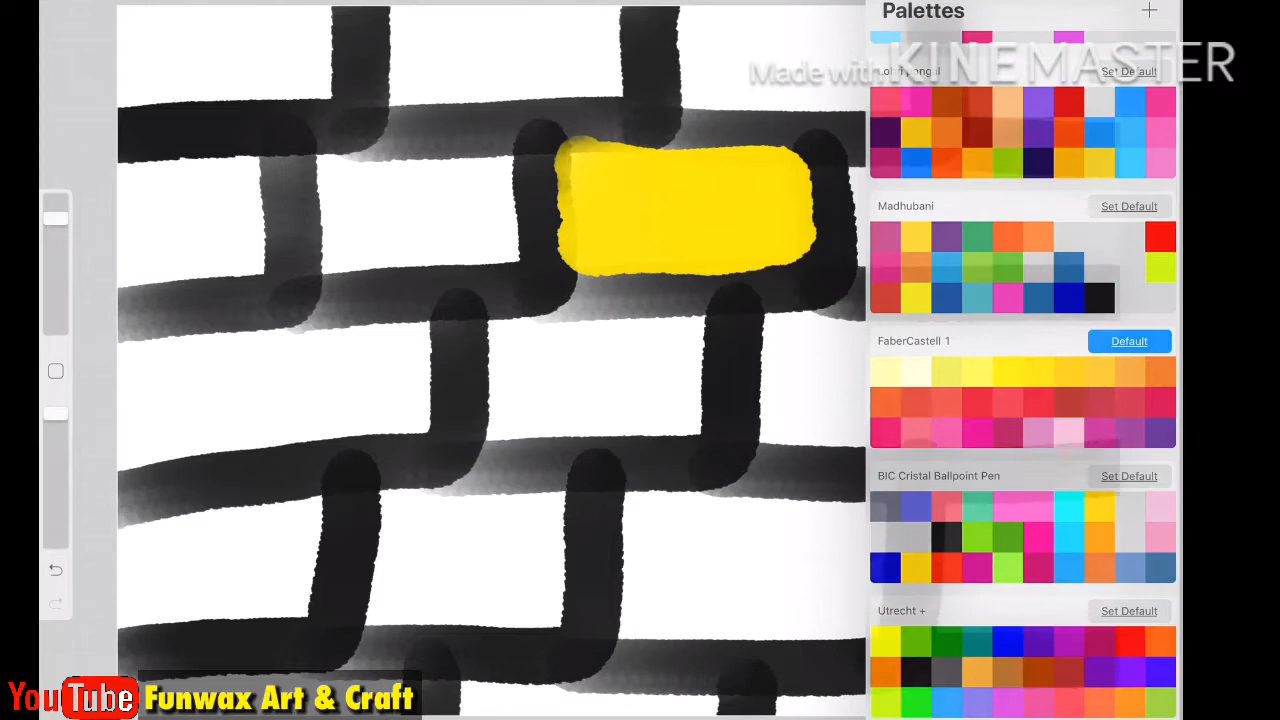 Palettes
Made with KINEMASTER
Set Default
Madhubani
Set Default
FaberCastell 1
Default
BIC Cristal Ballpoint Pen
Set Default
Utrecht +
Set Default
YouTube Funwax Art & Craft